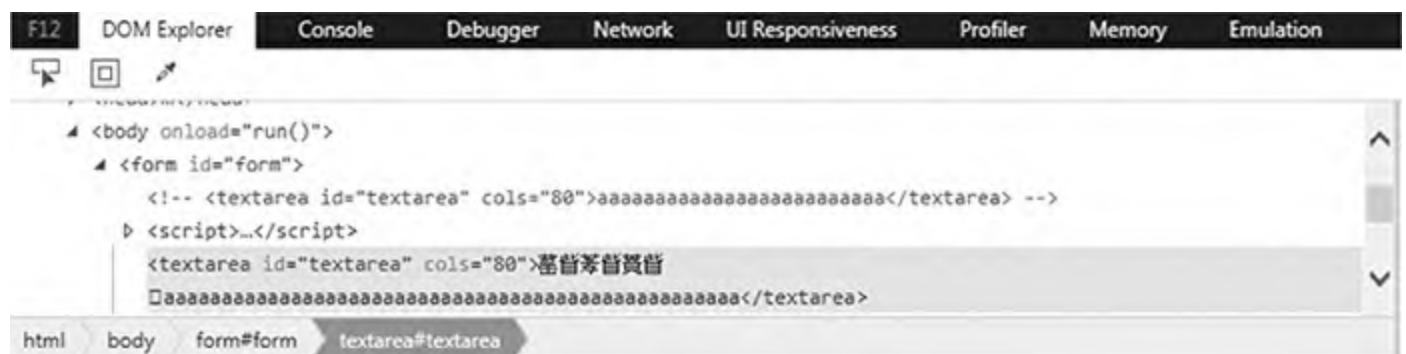 F12 DOM Explorer Console Debugger Network UI Responsiveness Profiler Memory Emulation
<body onload="run()">
<form id="form">
<!-- <textarea id="textarea" cols="80">aaaaaaaaaaaaaaaaaaaaaaaaa</textarea> -->
<script>…</script>
<textarea id="textarea" cols="80">
□aaaaaaaaaaaaaaaaaaaaaaaaaaaaaaaaaaaaaaaaaaaaaaaaa</textarea>
html body form#form textarea#textarea